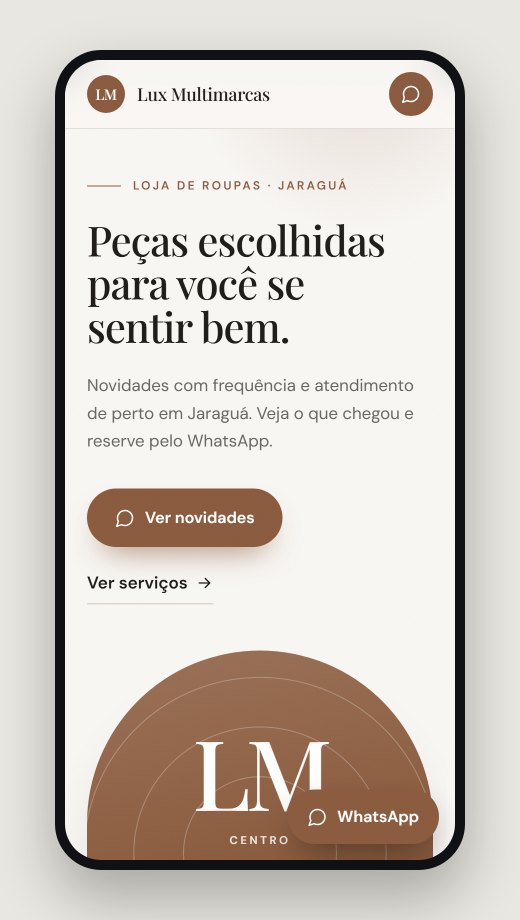 LM Lux Multimarcas
LOJA DE ROUPAS · JARAGUÁ
Peças escolhidas
para você se
sentir bem.
Novidades com frequência e atendimento
de perto em Jaraguá. Veja o que chegou e
reserve pelo WhatsApp.
Ver novidades
Ver serviços →
LM
WhatsApp
CENTRO